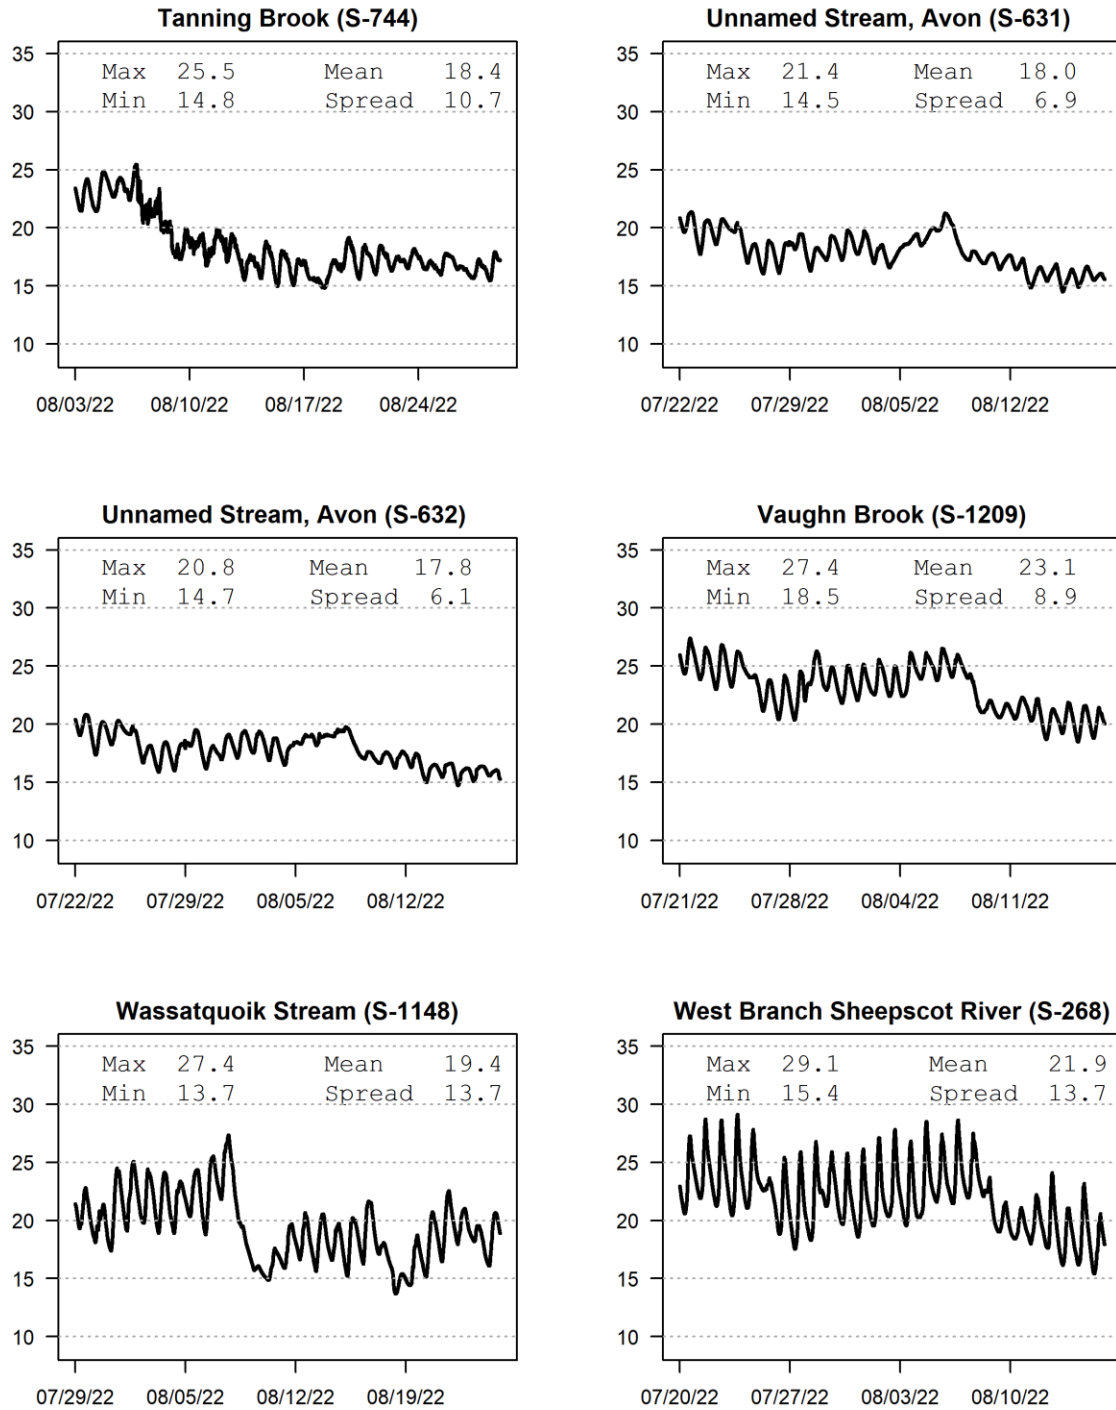 Tanning Brook (S-744)
Max 25.5 Mean 18.4
Min 14.8 Spread 10.7
35
30
25
20
15
10
08/03/22 08/10/22 08/17/22 08/24/22
Unnamed Stream, Avon (S-631)
Max 21.4 Mean 18.0
Min 14.5 Spread 6.9
35
30
25
20
15
10
07/22/22 07/29/22 08/05/22 08/12/22
Unnamed Stream, Avon (S-632)
Max 20.8 Mean 17.8
Min 14.7 Spread 6.1
35
30
25
20
15
10
07/22/22 07/29/22 08/05/22 08/12/22
Vaughn Brook (S-1209)
Max 27.4 Mean 23.1
Min 18.5 Spread 8.9
35
30
25
20
15
10
07/21/22 07/28/22 08/04/22 08/11/22
Wassatquoik Stream (S-1148)
Max 27.4 Mean 19.4
Min 13.7 Spread 13.7
35
30
25
20
15
10
07/29/22 08/05/22 08/12/22 08/19/22
West Branch Sheepscot River (S-268)
Max 29.1 Mean 21.9
Min 15.4 Spread 13.7
35
30
25
20
15
10
07/20/22 07/27/22 08/03/22 08/10/22